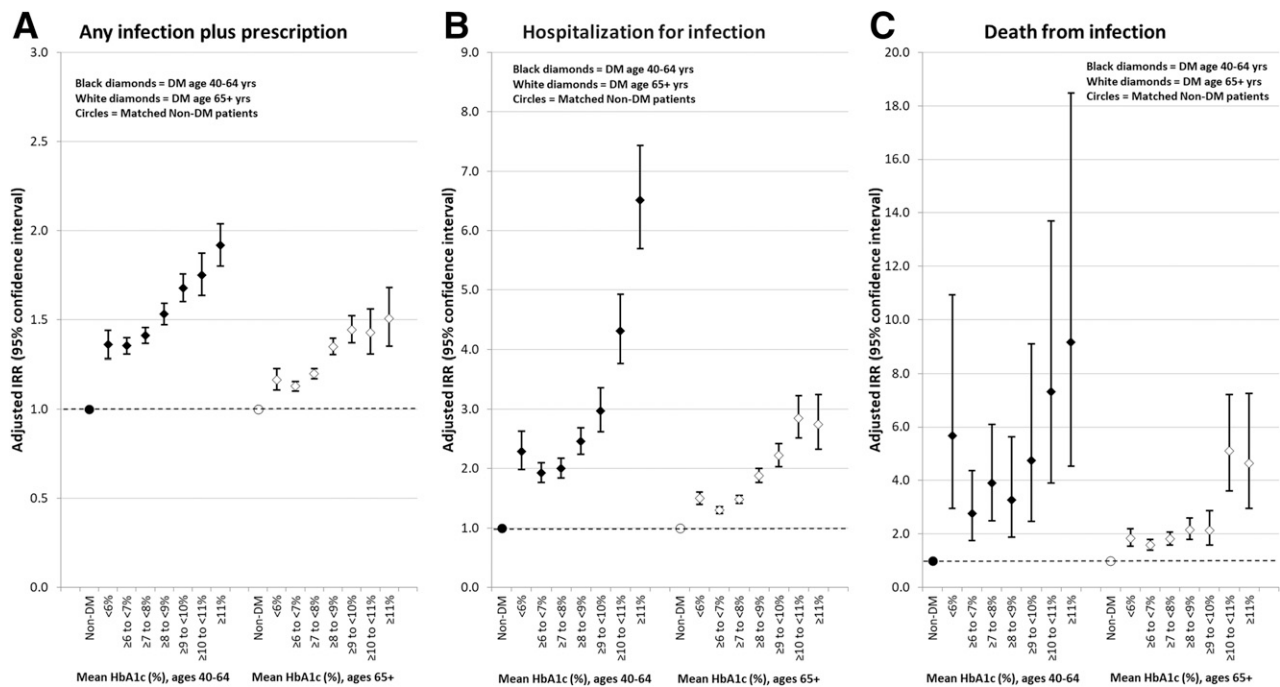 A
Any infection plus prescription
3.0
2.5
2.0
1.5
1.0
0.5
0.0
Adjusted IRR (95% confidence interval)
Black diamonds = DM age 40-64 yrs
White diamonds = DM age 65+ yrs
Circles = Matched Non-DM patients
Non-DM
<6%
≥6 to <7%
≥7 to <8%
≥8 to <9%
≥9 to <10%
≥10 to <11%
≥11%
Non-DM
<6%
≥6 to <7%
≥7 to <8%
≥8 to <9%
≥9 to <10%
≥10 to <11%
≥11%
Mean HbA1c (%), ages 40-64
Mean HbA1c (%), ages 65+
B
Hospitalization for infection
9.0
8.0
7.0
6.0
5.0
4.0
3.0
2.0
1.0
0.0
Adjusted IRR (95% confidence interval)
Black diamonds = DM age 40-64 yrs
White diamonds = DM age 65+ yrs
Circles = Matched Non-DM patients
Non-DM
<6%
≥6 to <7%
≥7 to <8%
≥8 to <9%
≥9 to <10%
≥10 to <11%
≥11%
Non-DM
<6%
≥6 to <7%
≥7 to <8%
≥8 to <9%
≥9 to <10%
≥10 to <11%
≥11%
Mean HbA1c (%), ages 40-64
Mean HbA1c (%), ages 65+
C
Death from infection
20.0
18.0
16.0
14.0
12.0
10.0
8.0
6.0
4.0
2.0
0.0
Adjusted IRR (95% confidence interval)
Black diamonds = DM age 40-64 yrs
White diamonds = DM age 65+ yrs
Circles = Matched Non-DM patients
Non-DM
<6%
≥6 to <7%
≥7 to <8%
≥8 to <9%
≥9 to <10%
≥10 to <11%
≥11%
Non-DM
<6%
≥6 to <7%
≥7 to <8%
≥8 to <9%
≥9 to <10%
≥10 to <11%
≥11%
Mean HbA1c (%), ages 40-64
Mean HbA1c (%), ages 65+